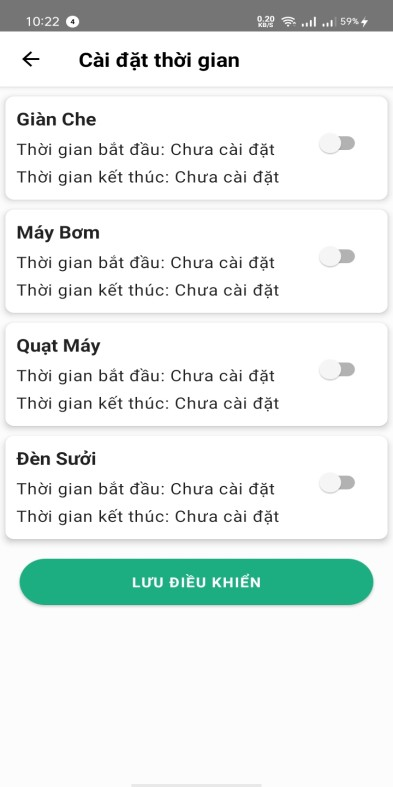 10:22 4 0.20 KB/S 59%
Cài đặt thời gian
Giàn Che
Thời gian bắt đầu: Chưa cài đặt
Thời gian kết thúc: Chưa cài đặt
Máy Bơm
Thời gian bắt đầu: Chưa cài đặt
Thời gian kết thúc: Chưa cài đặt
Quạt Máy
Thời gian bắt đầu: Chưa cài đặt
Thời gian kết thúc: Chưa cài đặt
Đèn Sưởi
Thời gian bắt đầu: Chưa cài đặt
Thời gian kết thúc: Chưa cài đặt
LƯU ĐIỀU KHIỂN